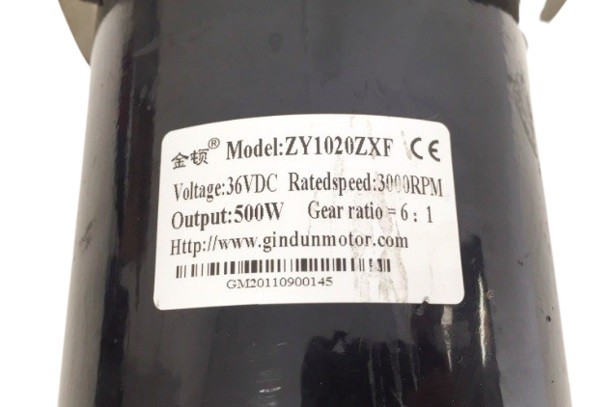 金顿® Model:ZY1020ZXF CE
Voltage:36VDC Ratedspeed:3000RPM
Output:500W Gear ratio = 6 : 1
Http://www.gindunmotor.com
GM20110900145